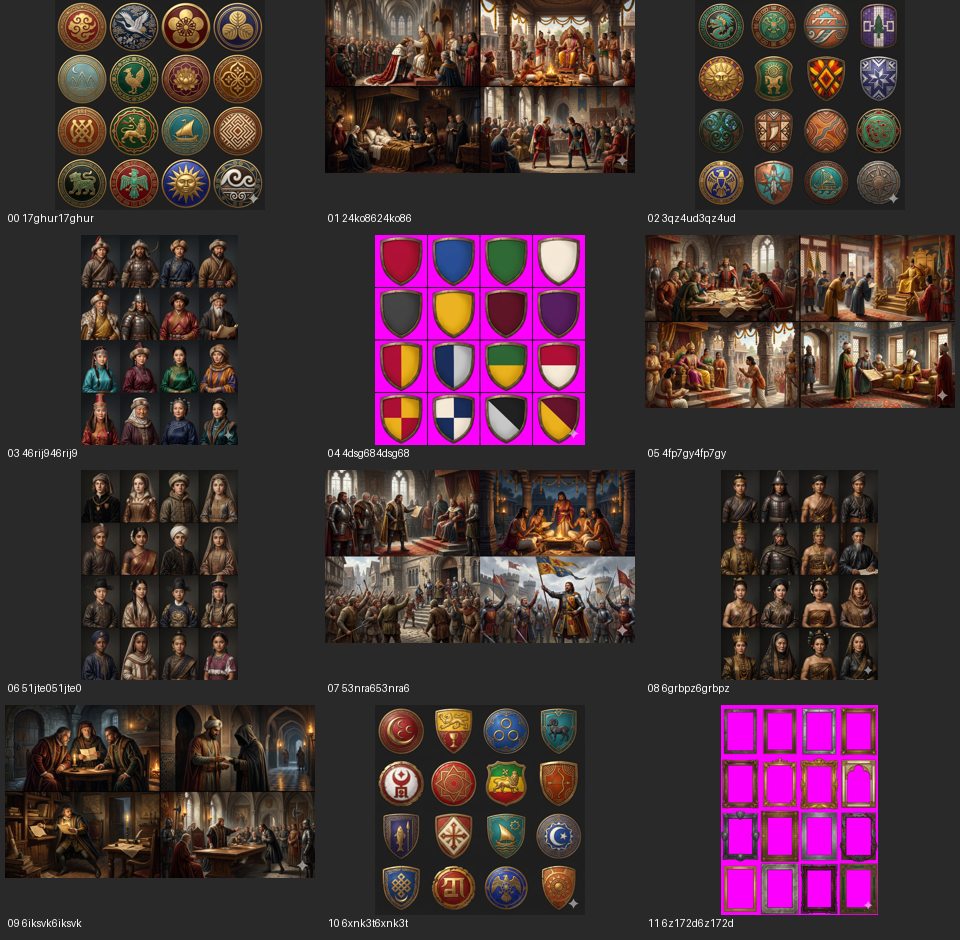 00 17ghur17ghur
01 24ko8624ko86
02 3qz4ud3qz4ud
03 46rij946rij9
04 4dsg684dsg68
05 4fp7gy4fp7gy
06 51jte051jte0
07 53nra653nra6
08 6grbpz6grbpz
09 6iksvk6iksvk
10 6xnk3t6xnk3t
11 6z172d6z172d